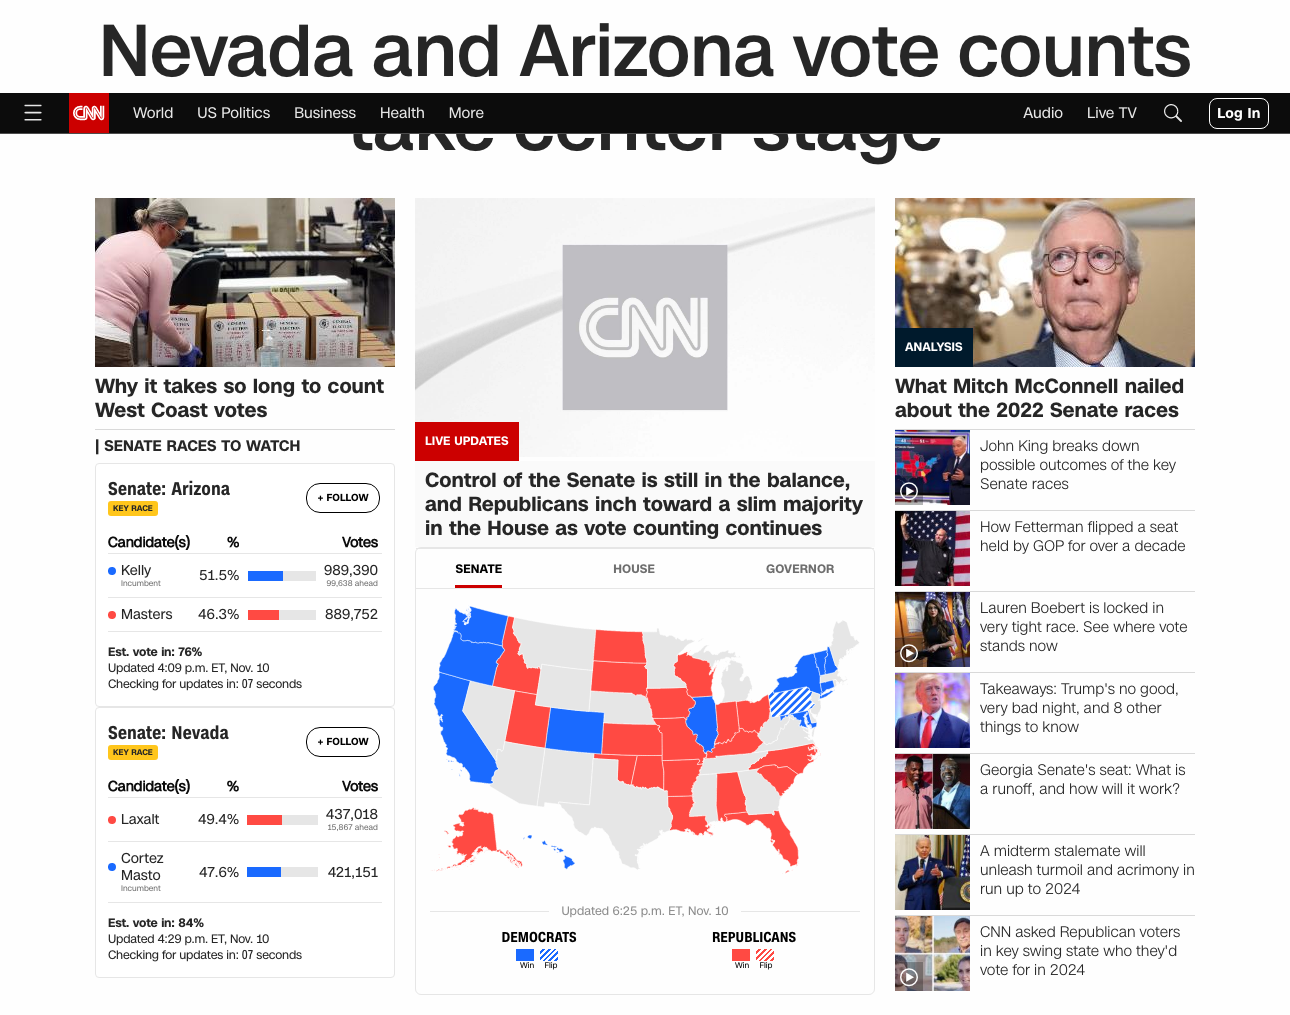 Nevada and Arizona vote counts
take center stage
CNN
World
US Politics
Business
Health
More
Audio
Live TV
Log In
Why it takes so long to count
West Coast votes
| SENATE RACES TO WATCH
Senate: Arizona
KEY RACE
+ FOLLOW
Candidate(s) % Votes
Kelly 51.5% 989,390
Incumbent 99,638 ahead
Masters 46.3% 889,752
Est. vote in: 76%
Updated 4:09 p.m. ET, Nov. 10
Checking for updates in: 07 seconds
Senate: Nevada
KEY RACE
+ FOLLOW
Candidate(s) % Votes
Laxalt 49.4% 437,018
15,867 ahead
Cortez
Masto 47.6% 421,151
Incumbent
Est. vote in: 84%
Updated 4:29 p.m. ET, Nov. 10
Checking for updates in: 07 seconds
CNN
LIVE UPDATES
Control of the Senate is still in the balance,
and Republicans inch toward a slim majority
in the House as vote counting continues
SENATE HOUSE GOVERNOR
Updated 6:25 p.m. ET, Nov. 10
DEMOCRATS REPUBLICANS
Win Flip Win Flip
ANALYSIS
What Mitch McConnell nailed
about the 2022 Senate races
John King breaks down
possible outcomes of the key
Senate races
How Fetterman flipped a seat
held by GOP for over a decade
Lauren Boebert is locked in
very tight race. See where vote
stands now
Takeaways: Trump's no good,
very bad night, and 8 other
things to know
Georgia Senate's seat: What is
a runoff, and how will it work?
A midterm stalemate will
unleash turmoil and acrimony in
run up to 2024
CNN asked Republican voters
in key swing state who they'd
vote for in 2024